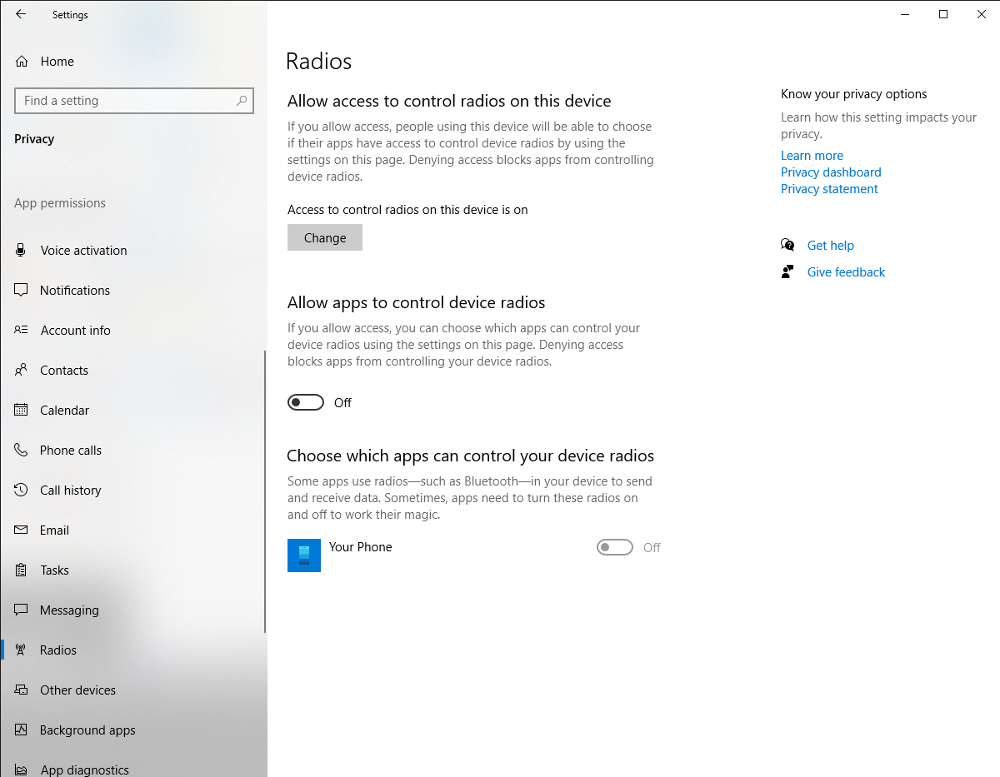 Settings
Home
Find a setting
Privacy
App permissions
Voice activation
Notifications
Account info
Contacts
Calendar
Phone calls
Call history
Email
Tasks
Messaging
Radios
Other devices
Background apps
App diagnostics
Radios
Allow access to control radios on this device
If you allow access, people using this device will be able to choose
if their apps have access to control device radios by using the
settings on this page. Denying access blocks apps from controlling
device radios.
Access to control radios on this device is on
Change
Allow apps to control device radios
If you allow access, you can choose which apps can control your
device radios using the settings on this page. Denying access
blocks apps from controlling your device radios.
Off
Choose which apps can control your device radios
Some apps use radios—such as Bluetooth—in your device to send
and receive data. Sometimes, apps need to turn these radios on
and off to work their magic.
Your Phone
Off
Know your privacy options
Learn how this setting impacts your
privacy.
Learn more
Privacy dashboard
Privacy statement
Get help
Give feedback